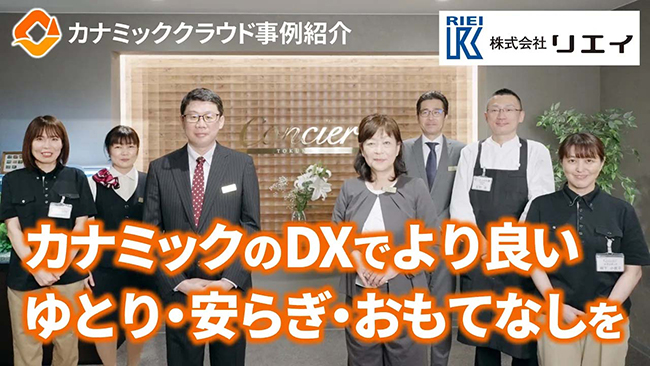 カナミッククラウド事例紹介
RIEI
株式会社 リエイ
カナミックのDXでより良い
ゆとり・安らぎ・おもてなしを